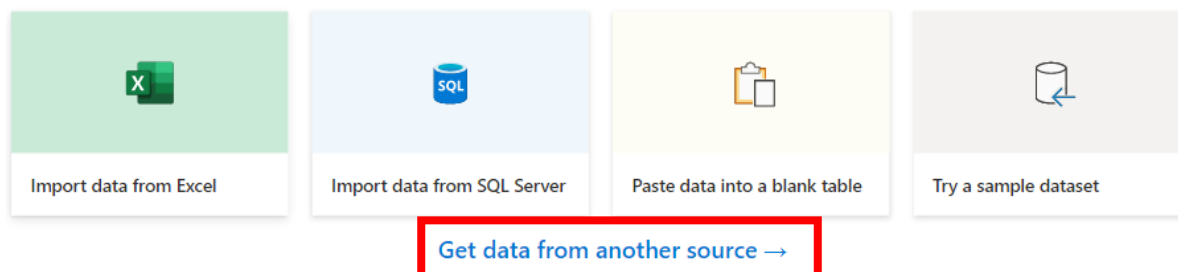 X
SQL
Import data from Excel
Import data from SQL Server
Paste data into a blank table
Try a sample dataset
Get data from another source →